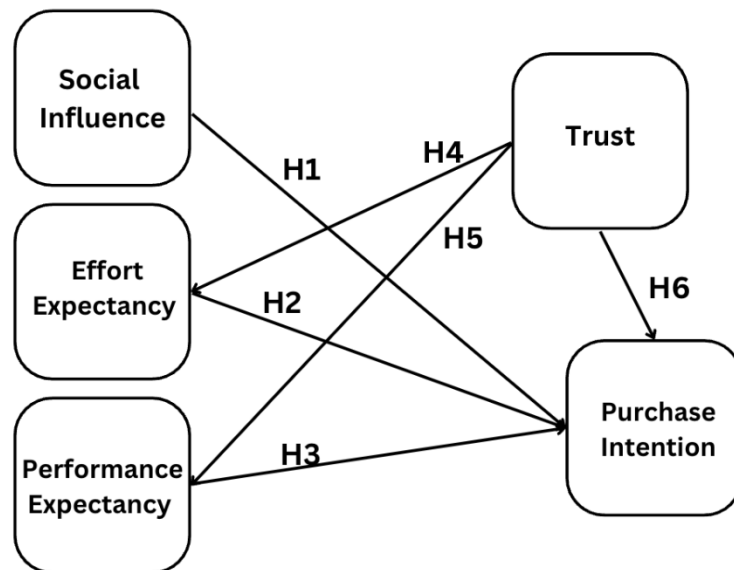 Social
Influence
H1
H4
Trust
H5
Effort
Expectancy
H2
H6
Performance
Expectancy
H3
Purchase
Intention